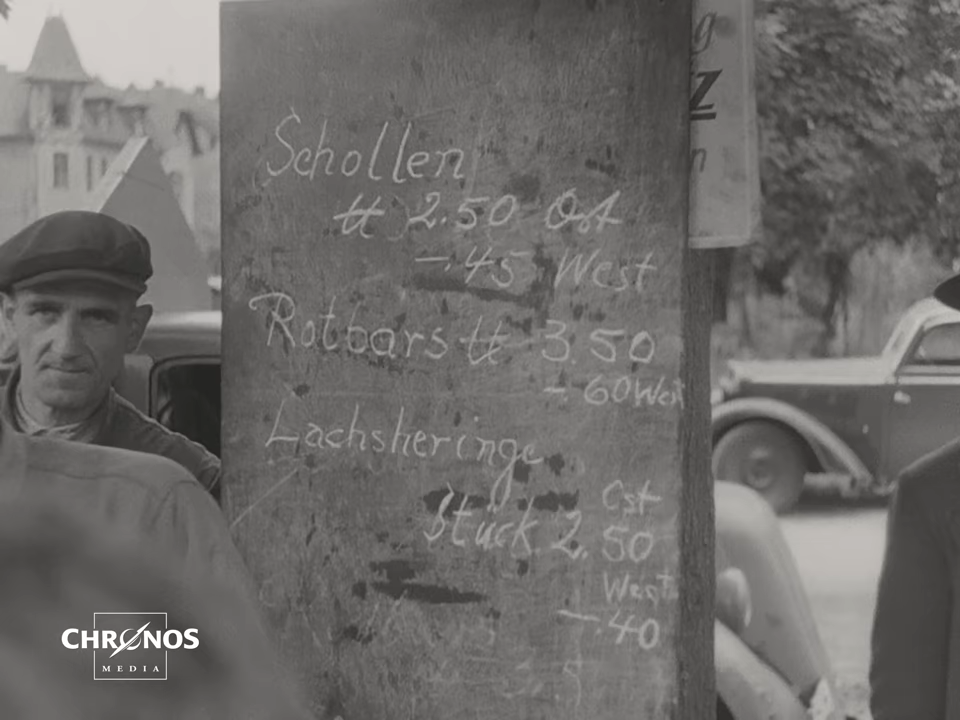 Schollen
℔ 2.50 Ost
-.45 West
Rotbars ℔ 3.50
-.60 West
Lachsheringe
Ost
Stück 2.50
West
-.40
g
Z
n
CHRONOS
MEDIA